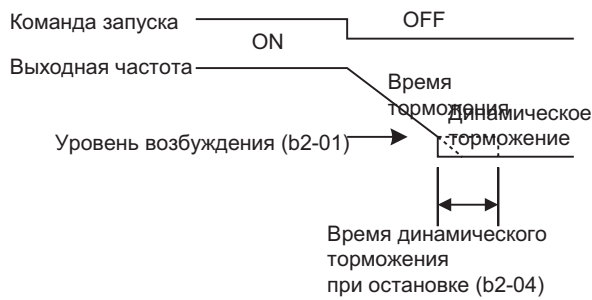 Команда запуска
OFF
ON
Выходная частота
Время
торможения
Динамическое
торможение
Уровень возбуждения (b2-01)
Время динамического
торможения
при остановке (b2-04)